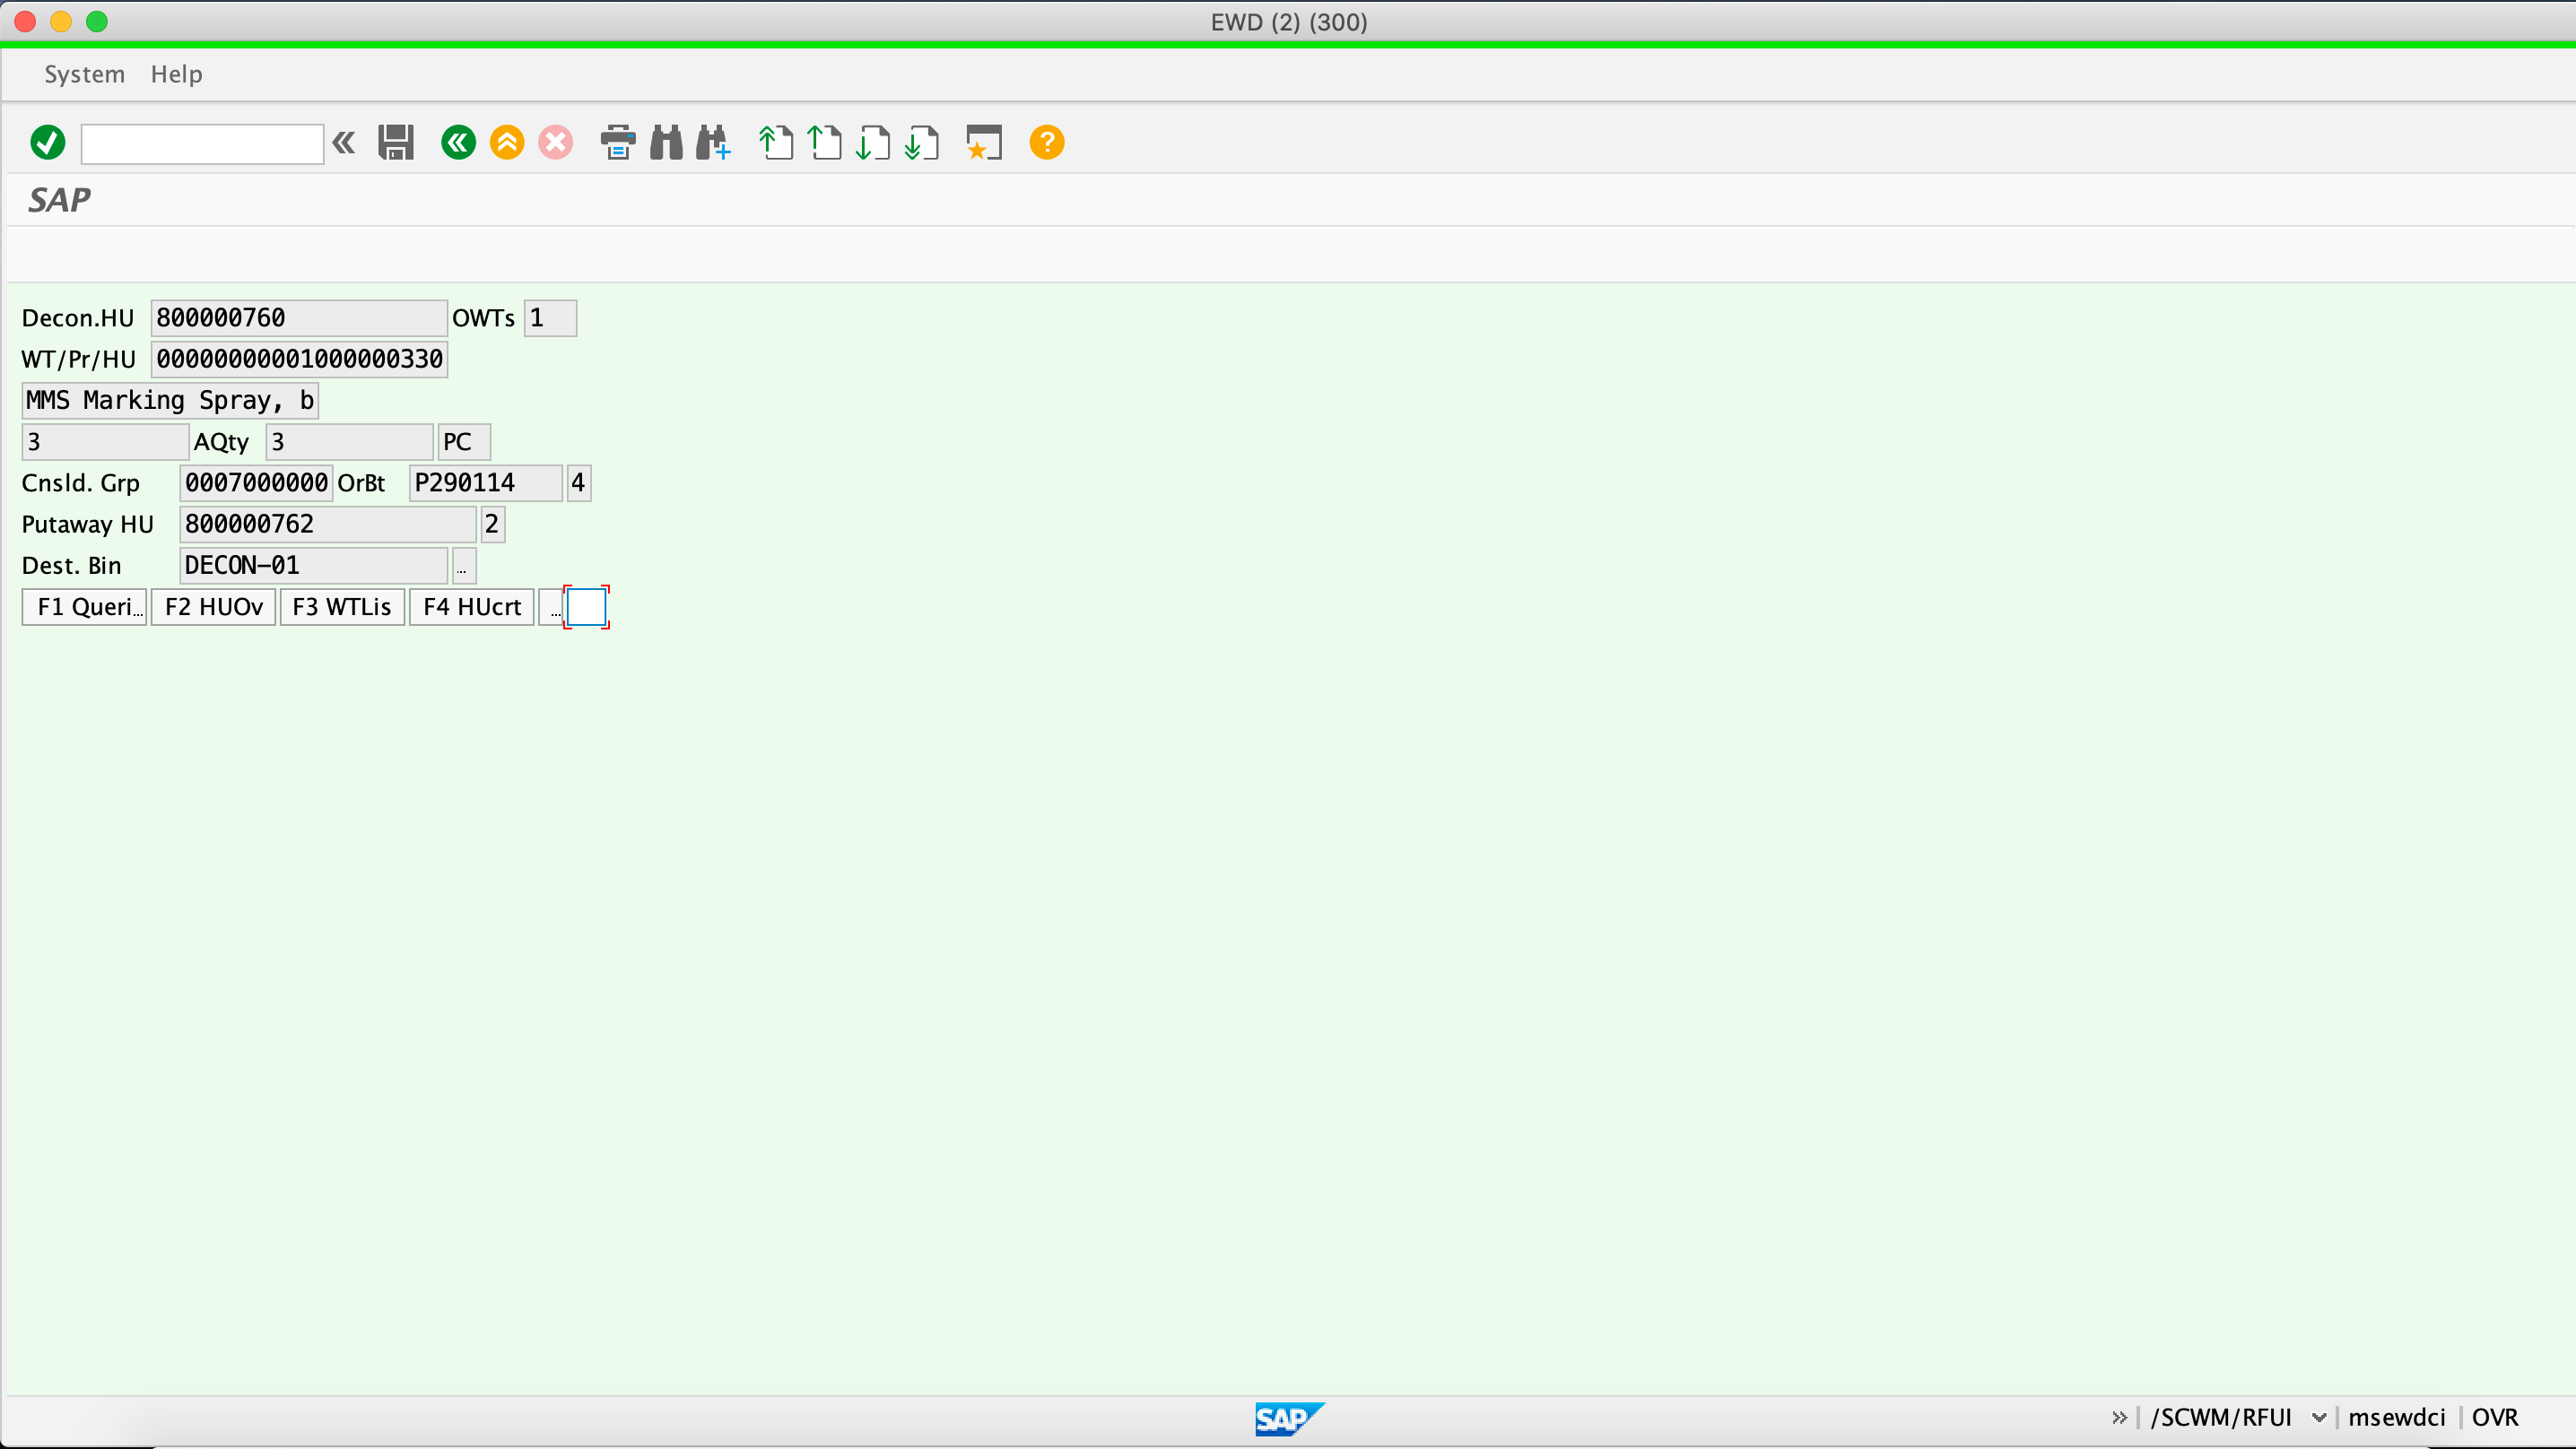 EWD (2) (300)
System Help
SAP
Decon.HU 800000760 OWTs 1
WT/Pr/HU 00000000001000000330
MMS Marking Spray, b
3 AQty 3 PC
Cnsld. Grp 0007000000 OrBt P290114 4
Putaway HU 800000762 2
Dest. Bin DECON-01 ...
F1 Queri... F2 HUOv F3 WTLis F4 HUcrt ...
SAP /SCWM/RFUI msewdci OVR